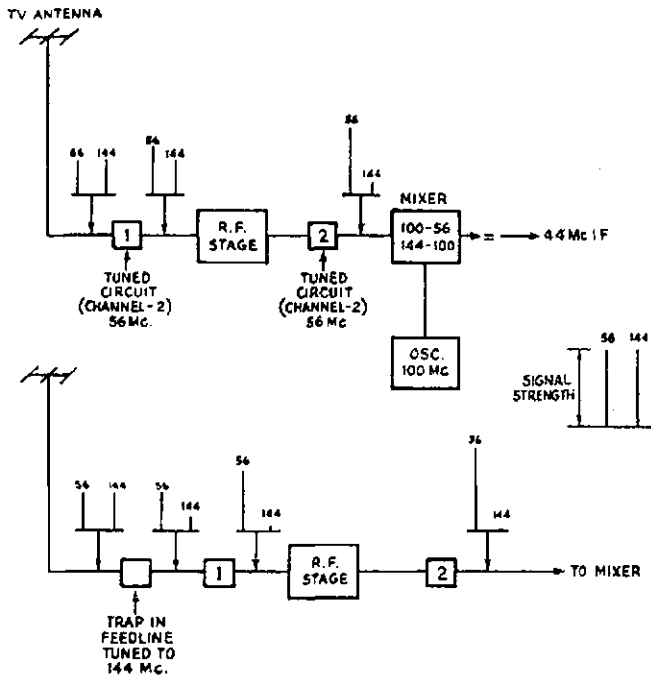 TV ANTENNA
56 144
56
144
56
144
MIXER
1
R.F.
STAGE
2
100-56
144-100
=
44 Mc IF
TUNED
CIRCUIT
(CHANNEL-2)
56 Mc.
TUNED
CIRCUIT
(CHANNEL-2)
56 Mc
OSC.
100 Mc
56 144
SIGNAL
STRENGTH
56 144
56
144
56
144
56
144
1
R.F.
STAGE
2
TO MIXER
TRAP IN
FEEDLINE
TUNED TO
144 Mc.